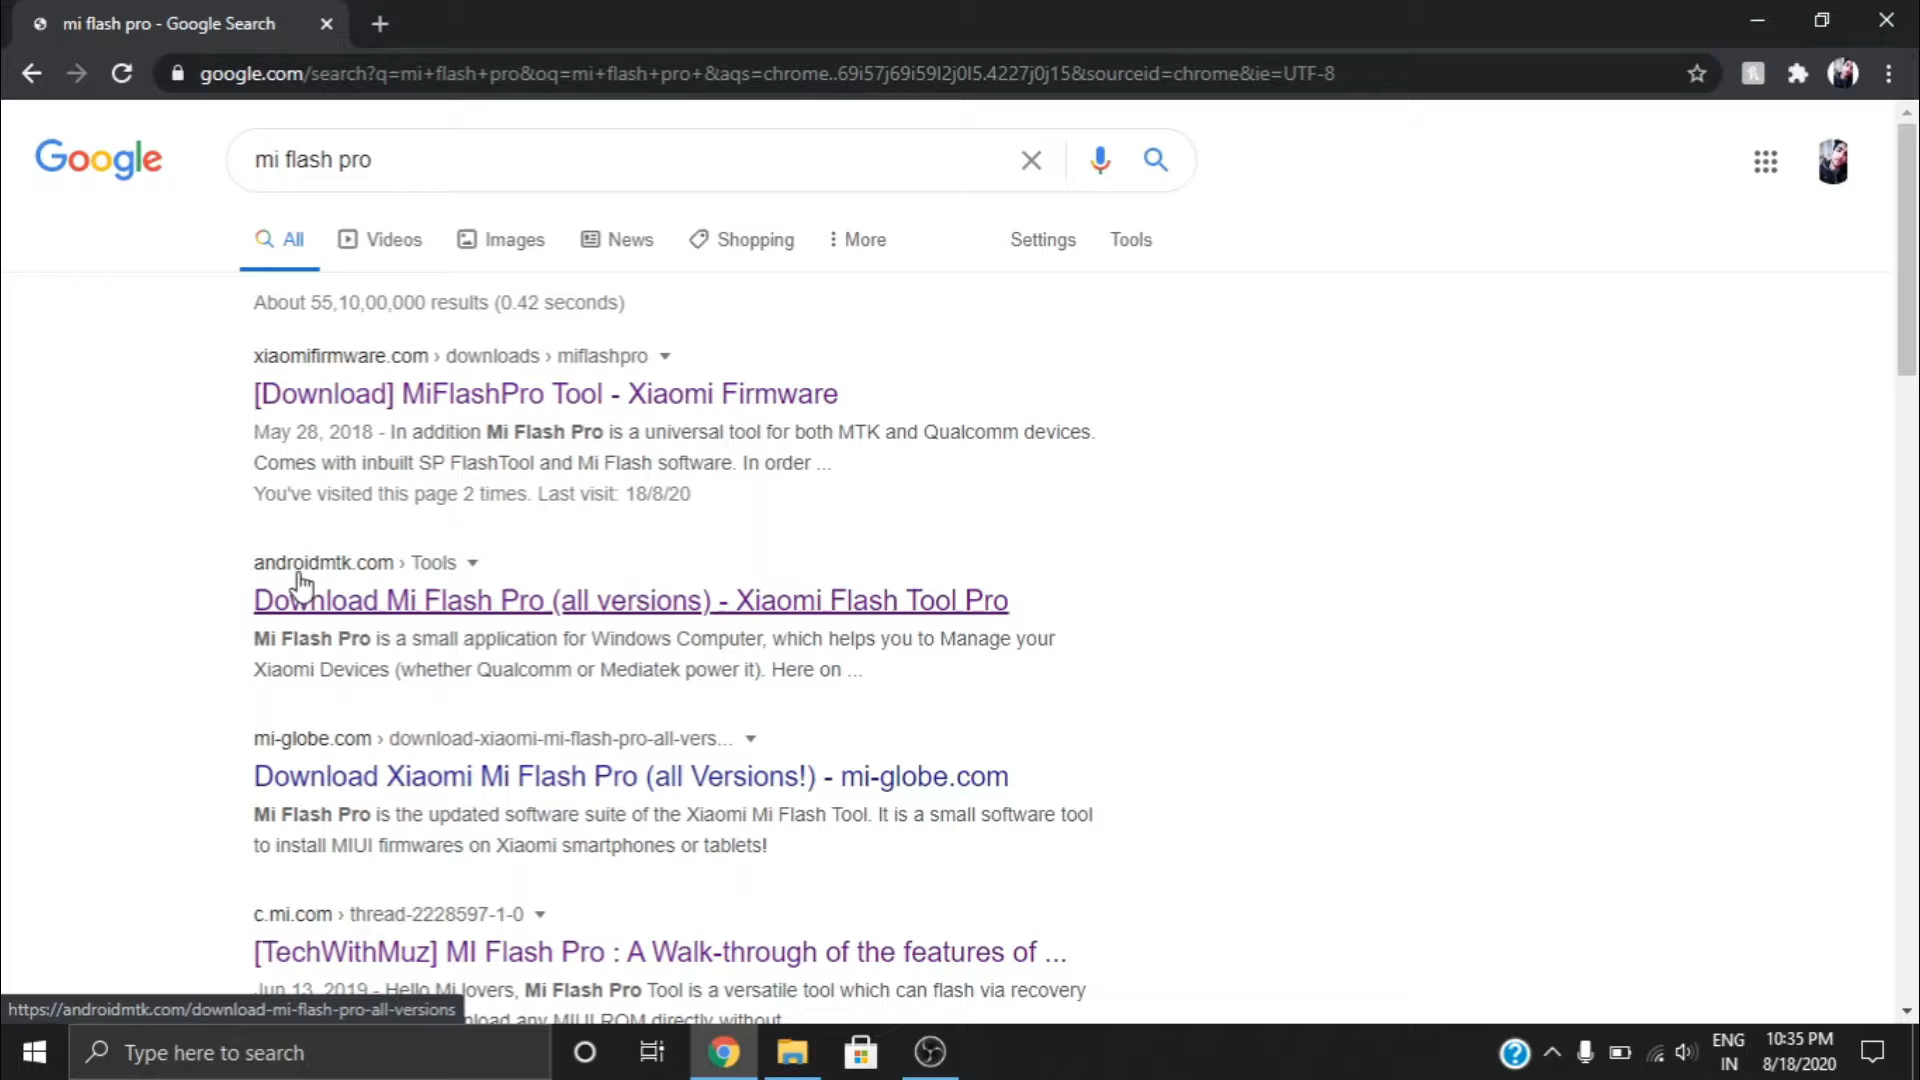 mi flash pro - Google Search
google.com/search?q=mi+flash+pro&oq=mi+flash+pro+&aqs=chrome..69i57j69i59l2j0l5.4227j0j15&sourceid=chrome&ie=UTF-8
Google
mi flash pro
All Videos Images News Shopping More Settings Tools
About 55,10,00,000 results (0.42 seconds)
xiaomifirmware.com › downloads › miflashpro
[Download] MiFlashPro Tool - Xiaomi Firmware
May 28, 2018 - In addition Mi Flash Pro is a universal tool for both MTK and Qualcomm devices.
Comes with inbuilt SP FlashTool and Mi Flash software. In order ...
You've visited this page 2 times. Last visit: 18/8/20
androidmtk.com › Tools
Download Mi Flash Pro (all versions) - Xiaomi Flash Tool Pro
Mi Flash Pro is a small application for Windows Computer, which helps you to Manage your
Xiaomi Devices (whether Qualcomm or Mediatek power it). Here on ...
mi-globe.com › download-xiaomi-mi-flash-pro-all-vers...
Download Xiaomi Mi Flash Pro (all Versions!) - mi-globe.com
Mi Flash Pro is the updated software suite of the Xiaomi Mi Flash Tool. It is a small software tool
to install MIUI firmwares on Xiaomi smartphones or tablets!
c.mi.com › thread-2228597-1-0
[TechWithMuz] MI Flash Pro : A Walk-through of the features of ...
Jun 13, 2019 - Hello Mi lovers, Mi Flash Pro Tool is a versatile tool which can flash via recovery
any MIUI ROM directly without
https://androidmtk.com/download-mi-flash-pro-all-versions
Type here to search
ENG
IN
10:35 PM
8/18/2020